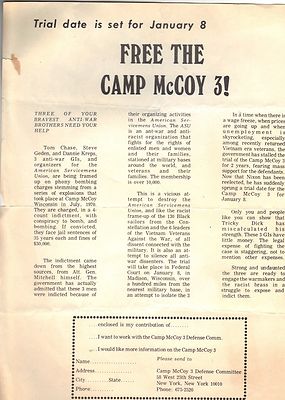 Trial date is set for January 8
FREE THE
CAMP McCOY 3!
THREE OF YOUR
BRAVEST ANTI-WAR
BROTHERS NEED YOUR
HELP
Tom Chase, Steve
Geden, and Dannie Kreps,
3 anti-war GIs, and
organizers for the
American Servicemens
Union, are being framed
up on phony bombing
charges stemming from a
series of explosions that
took place at Camp McCoy
Wisconsin in July, 1970.
They are charged, in a 4
count indictment, with
conspiracy to bomb, and
bombing. If convicted,
they face jail sentences of
35 years each and fines of
$30,000.
The indictment came
down from the highest
sources, from Att. Gen.
Mitchell himself. The
government has actually
admitted that these 3 men
were indicted because of
their organizing activities
in the American Ser-
vicemens Union. The ASU
is an ant-war and anti-
racist organization that
fights for the rights of
enlisted men and women
and their families,
stationed at military bases
around the world, and
veterans and their
families. The membership
is over 10,000.
This is a vicious at-
tempt to destroy the
American Servicemens
Union, and like the racist
frame-up of the 26 Black
sailors from the Con-
stellation and the 6 leaders
of the Vietnam Veterans
Against the War, of all
dissent connected with the
military. It is also an at-
tempt to silence all anti-
war dissenters. The trial
will take place in Federal
Court on January 8, in
Madison, Wisconsin, over
a hundred miles from the
nearest military base, in
an attempt to isolate the 3
In a time when there is
a wage freeze, when prices
are going up and when
unemployment is
skyrocketing, especially
among recently returned
Vietnam era veterans, the
government has stalled the
trial of the Camp McCoy 3
for 2 years, fearing mass
support for the defendants.
Now that Nixon has been
reelected, he has suddenly
sprung a trial date for the
Camp McCoy 3 for
January 8.
Only you and people
like you can show that
Tricky Dick has
miscalculated his
strength. These 3 GIs have
little money. The legal
expense of fighting the
case is staggering, not to
mention other expenses.
Strong and undaunted
the three are ready to
engage the warmakers and
the racist brass in a
struggle to expose and
indict them.
....enclosed is my contribution of..........
....I want to work with the Camp McCoy 3 Defense Comm.
....I would like more information on the Camp McCoy 3
Name
Address
City State
Phone
Please send to
Camp McCoy 3 Defense Committee
58 West 25th Street
New York, New York 10010
Phone: 675-2526